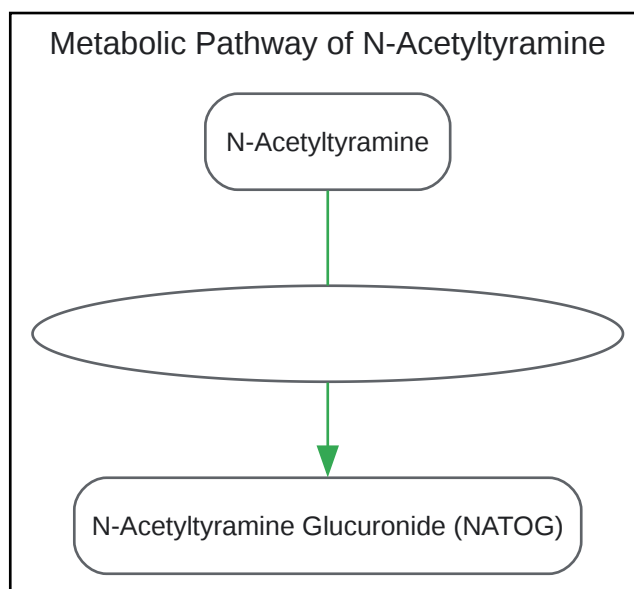 Metabolic Pathway of N-Acetyltyramine
N-Acetyltyramine
N-Acetyltyramine Glucuronide (NATOG)